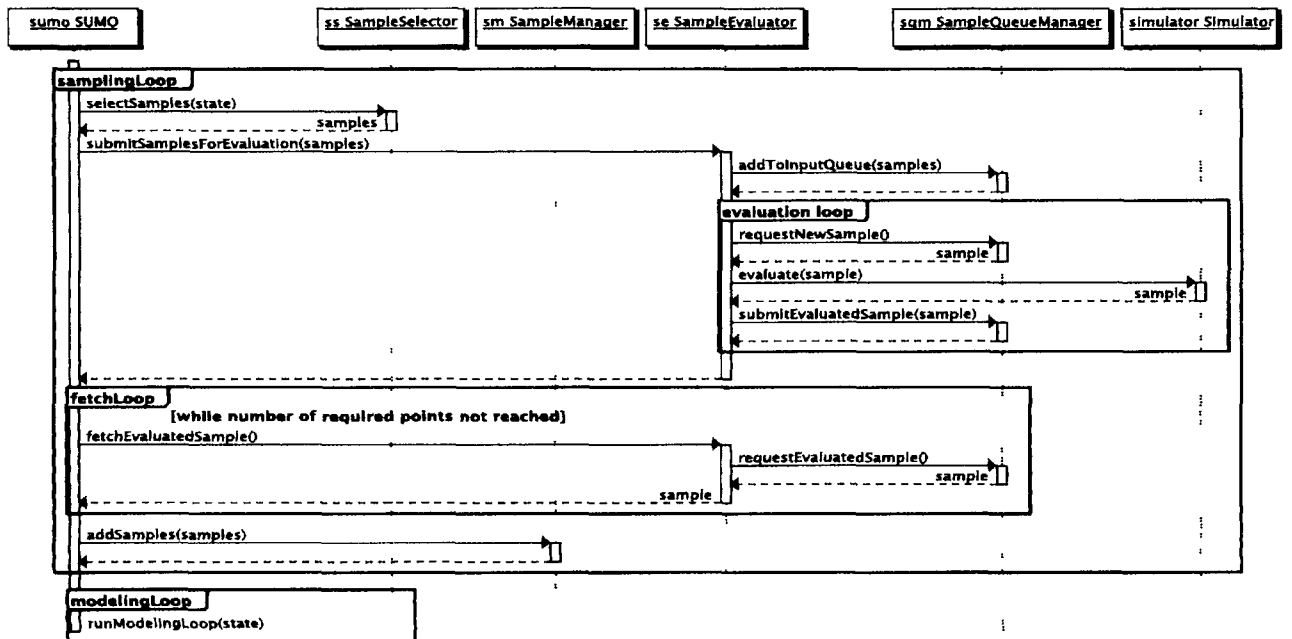 sumo SUMO
ss SampleSelector
sm SampleManager
se SampleEvaluator
sqm SampleQueueManager
simulator Simulator
samplingLoop
selectSamples(state)
samples
submitSamplesForEvaluation(samples)
addToInputQueue(samples)
evaluation loop
requestNewSample()
sample
evaluate(sample)
sample
submitEvaluatedSample(sample)
fetchLoop
[while number of required points not reached]
fetchEvaluatedSample()
requestEvaluatedSample()
sample
sample
addSamples(samples)
modelingLoop
runModelingLoop(state)